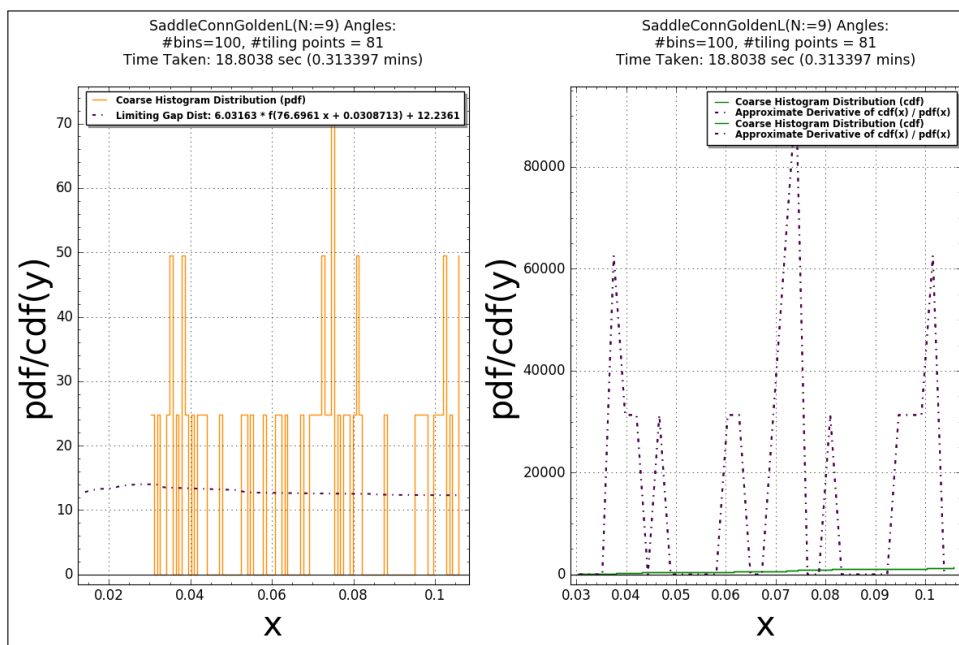 SaddleConnGoldenL(N:=9) Angles:
#bins=100, #tiling points = 81
Time Taken: 18.8038 sec (0.313397 mins)
Coarse Histogram Distribution (pdf)
Limiting Gap Dist: 6.03163 * f(76.6961 x + 0.0308713) + 12.2361
70
60
50
40
30
20
10
0
pdf/cdf(y)
0.02
0.04
0.06
0.08
0.1
x
SaddleConnGoldenL(N:=9) Angles:
#bins=100, #tiling points = 81
Time Taken: 18.8038 sec (0.313397 mins)
Coarse Histogram Distribution (cdf)
Approximate Derivative of cdf(x) / pdf(x)
Coarse Histogram Distribution (cdf)
Approximate Derivative of cdf(x) / pdf(x)
80000
60000
40000
20000
0
pdf/cdf(y)
0.03
0.04
0.05
0.06
0.07
0.08
0.09
0.1
x